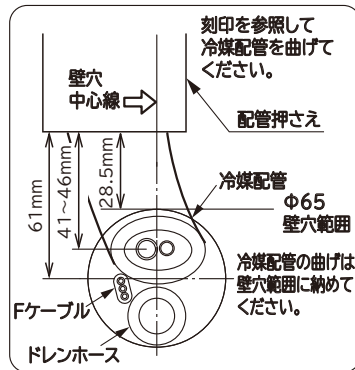 刻印を参照して
冷媒配管を曲げて
ください。
壁穴
中心線
配管押さえ
61mm
41～46mm
28.5mm
冷媒配管
Φ65
壁穴範囲
冷媒配管の曲げは
壁穴範囲に納めて
ください。
Fケーブル
ドレンホース